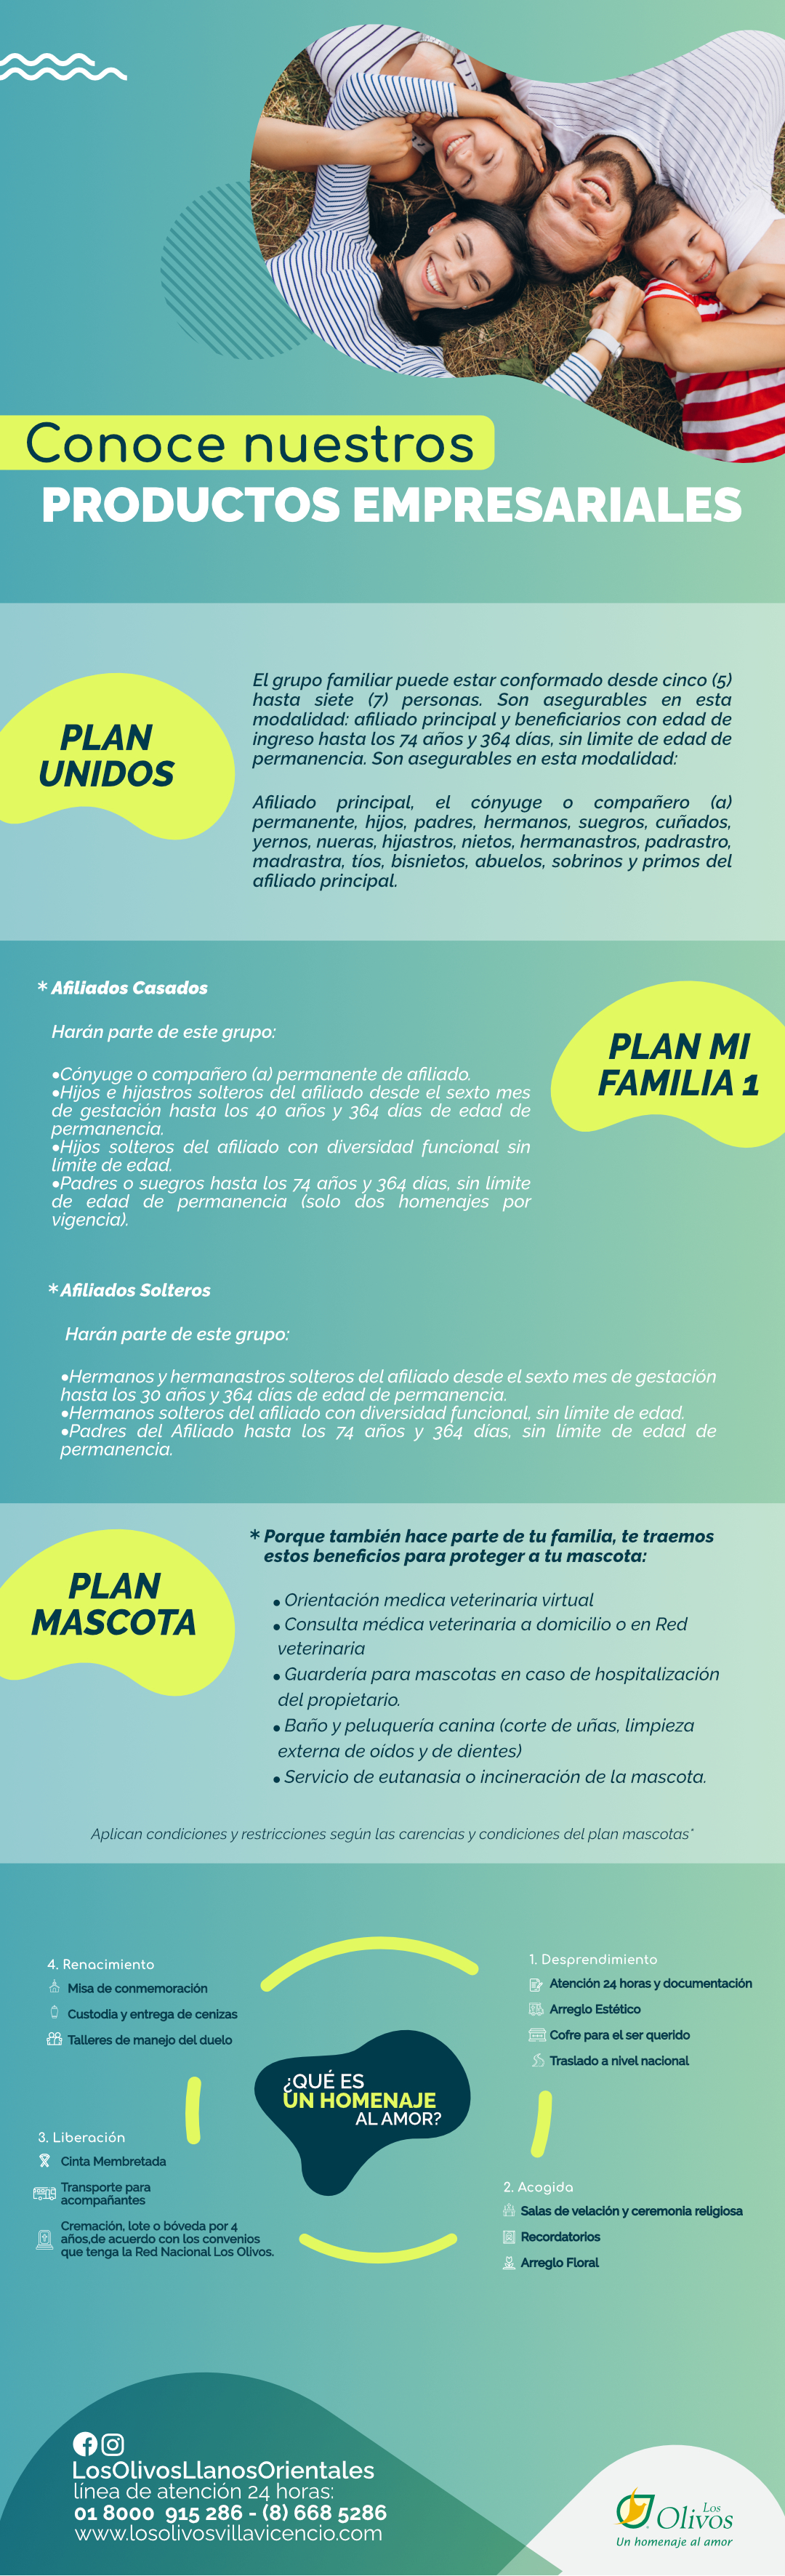 Conoce nuestros
PRODUCTOS EMPRESARIALES
PLAN
UNIDOS
El grupo familiar puede estar conformado desde cinco (5)
hasta siete (7) personas. Son asegurables en esta
modalidad: afiliado principal y beneficiarios con edad de
ingreso hasta los 74 años y 364 días, sin limite de edad de
permanencia. Son asegurables en esta modalidad:
Afiliado principal, el cónyuge o compañero (a)
permanente, hijos, padres, hermanos, suegros, cuñados,
yernos, nueras, hijastros, nietos, hermanastros, padrastro,
madrastra, tíos, bisnietos, abuelos, sobrinos y primos del
afiliado principal.
PLAN MI
FAMILIA 1
* Afiliados Casados
Harán parte de este grupo:
•Cónyuge o compañero (a) permanente de afiliado.
•Hijos e hijastros solteros del afiliado desde el sexto mes
de gestación hasta los 40 años y 364 días de edad de
permanencia.
•Hijos solteros del afiliado con diversidad funcional sin
límite de edad.
•Padres o suegros hasta los 74 años y 364 días, sin límite
de edad de permanencia (solo dos homenajes por
vigencia).
* Afiliados Solteros
Harán parte de este grupo:
•Hermanos y hermanastros solteros del afiliado desde el sexto mes de gestación
hasta los 30 años y 364 días de edad de permanencia.
•Hermanos solteros del afiliado con diversidad funcional, sin limite de edad.
•Padres del Afiliado hasta los 74 años y 364 días, sin límite de edad de
permanencia.
PLAN
MASCOTA
* Porque también hace parte de tu familia, te traemos
estos beneficios para proteger a tu mascota:
• Orientación medica veterinaria virtual
• Consulta médica veterinaria a domicilio o en Red
veterinaria
• Guardería para mascotas en caso de hospitalización
del propietario.
• Baño y peluquería canina (corte de uñas, limpieza
externa de oídos y de dientes)
• Servicio de eutanasia o incineración de la mascota.
Aplican condiciones y restricciones según las carencias y condiciones del plan mascotas*
¿QUÉ ES
UN HOMENAJE
AL AMOR?
1. Desprendimiento
Atención 24 horas y documentación
Arreglo Estético
Cofre para el ser querido
Traslado a nivel nacional
2. Acogida
Salas de velación y ceremonia religiosa
Recordatorios
Arreglo Floral
3. Liberación
Cinta Membretada
Transporte para
acompañantes
Cremación, lote o bóveda por 4
años,de acuerdo con los convenios
que tenga la Red Nacional Los Olivos.
4. Renacimiento
Misa de conmemoración
Custodia y entrega de cenizas
Talleres de manejo del duelo
LosOlivosLlanosOrientales
línea de atención 24 horas:
01 8000 915 286 - (8) 668 5286
www.losolivosvillavicencio.com
Los
Olivos
Un homenaje al amor